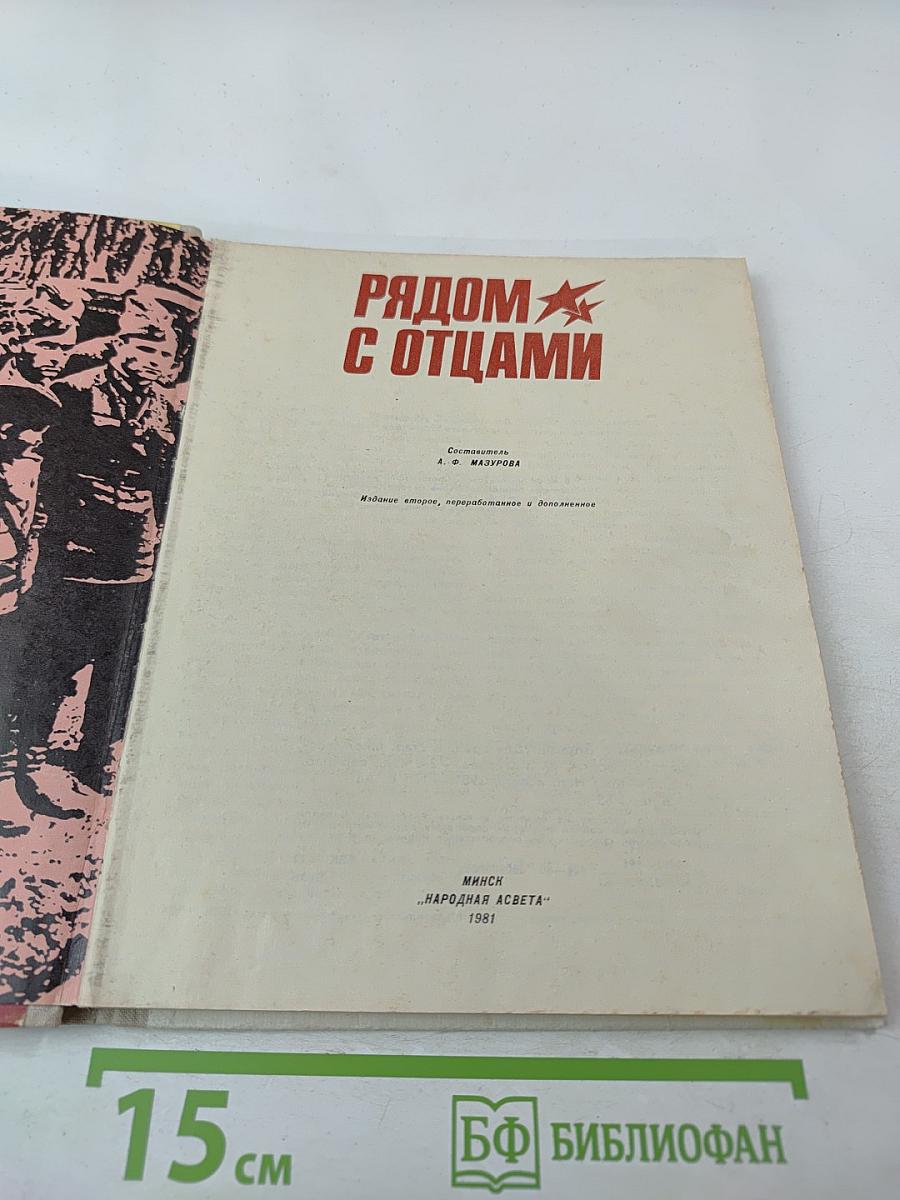 РЯДОМ
С ОТЦАМИ
Составитель
А. Ф. МАЗУРОВА
Издание второе, переработанное и дополненное
МИНСК
„НАРОДНАЯ АСВЕТА“
1981
15 см
БФ БИБЛИОФАН